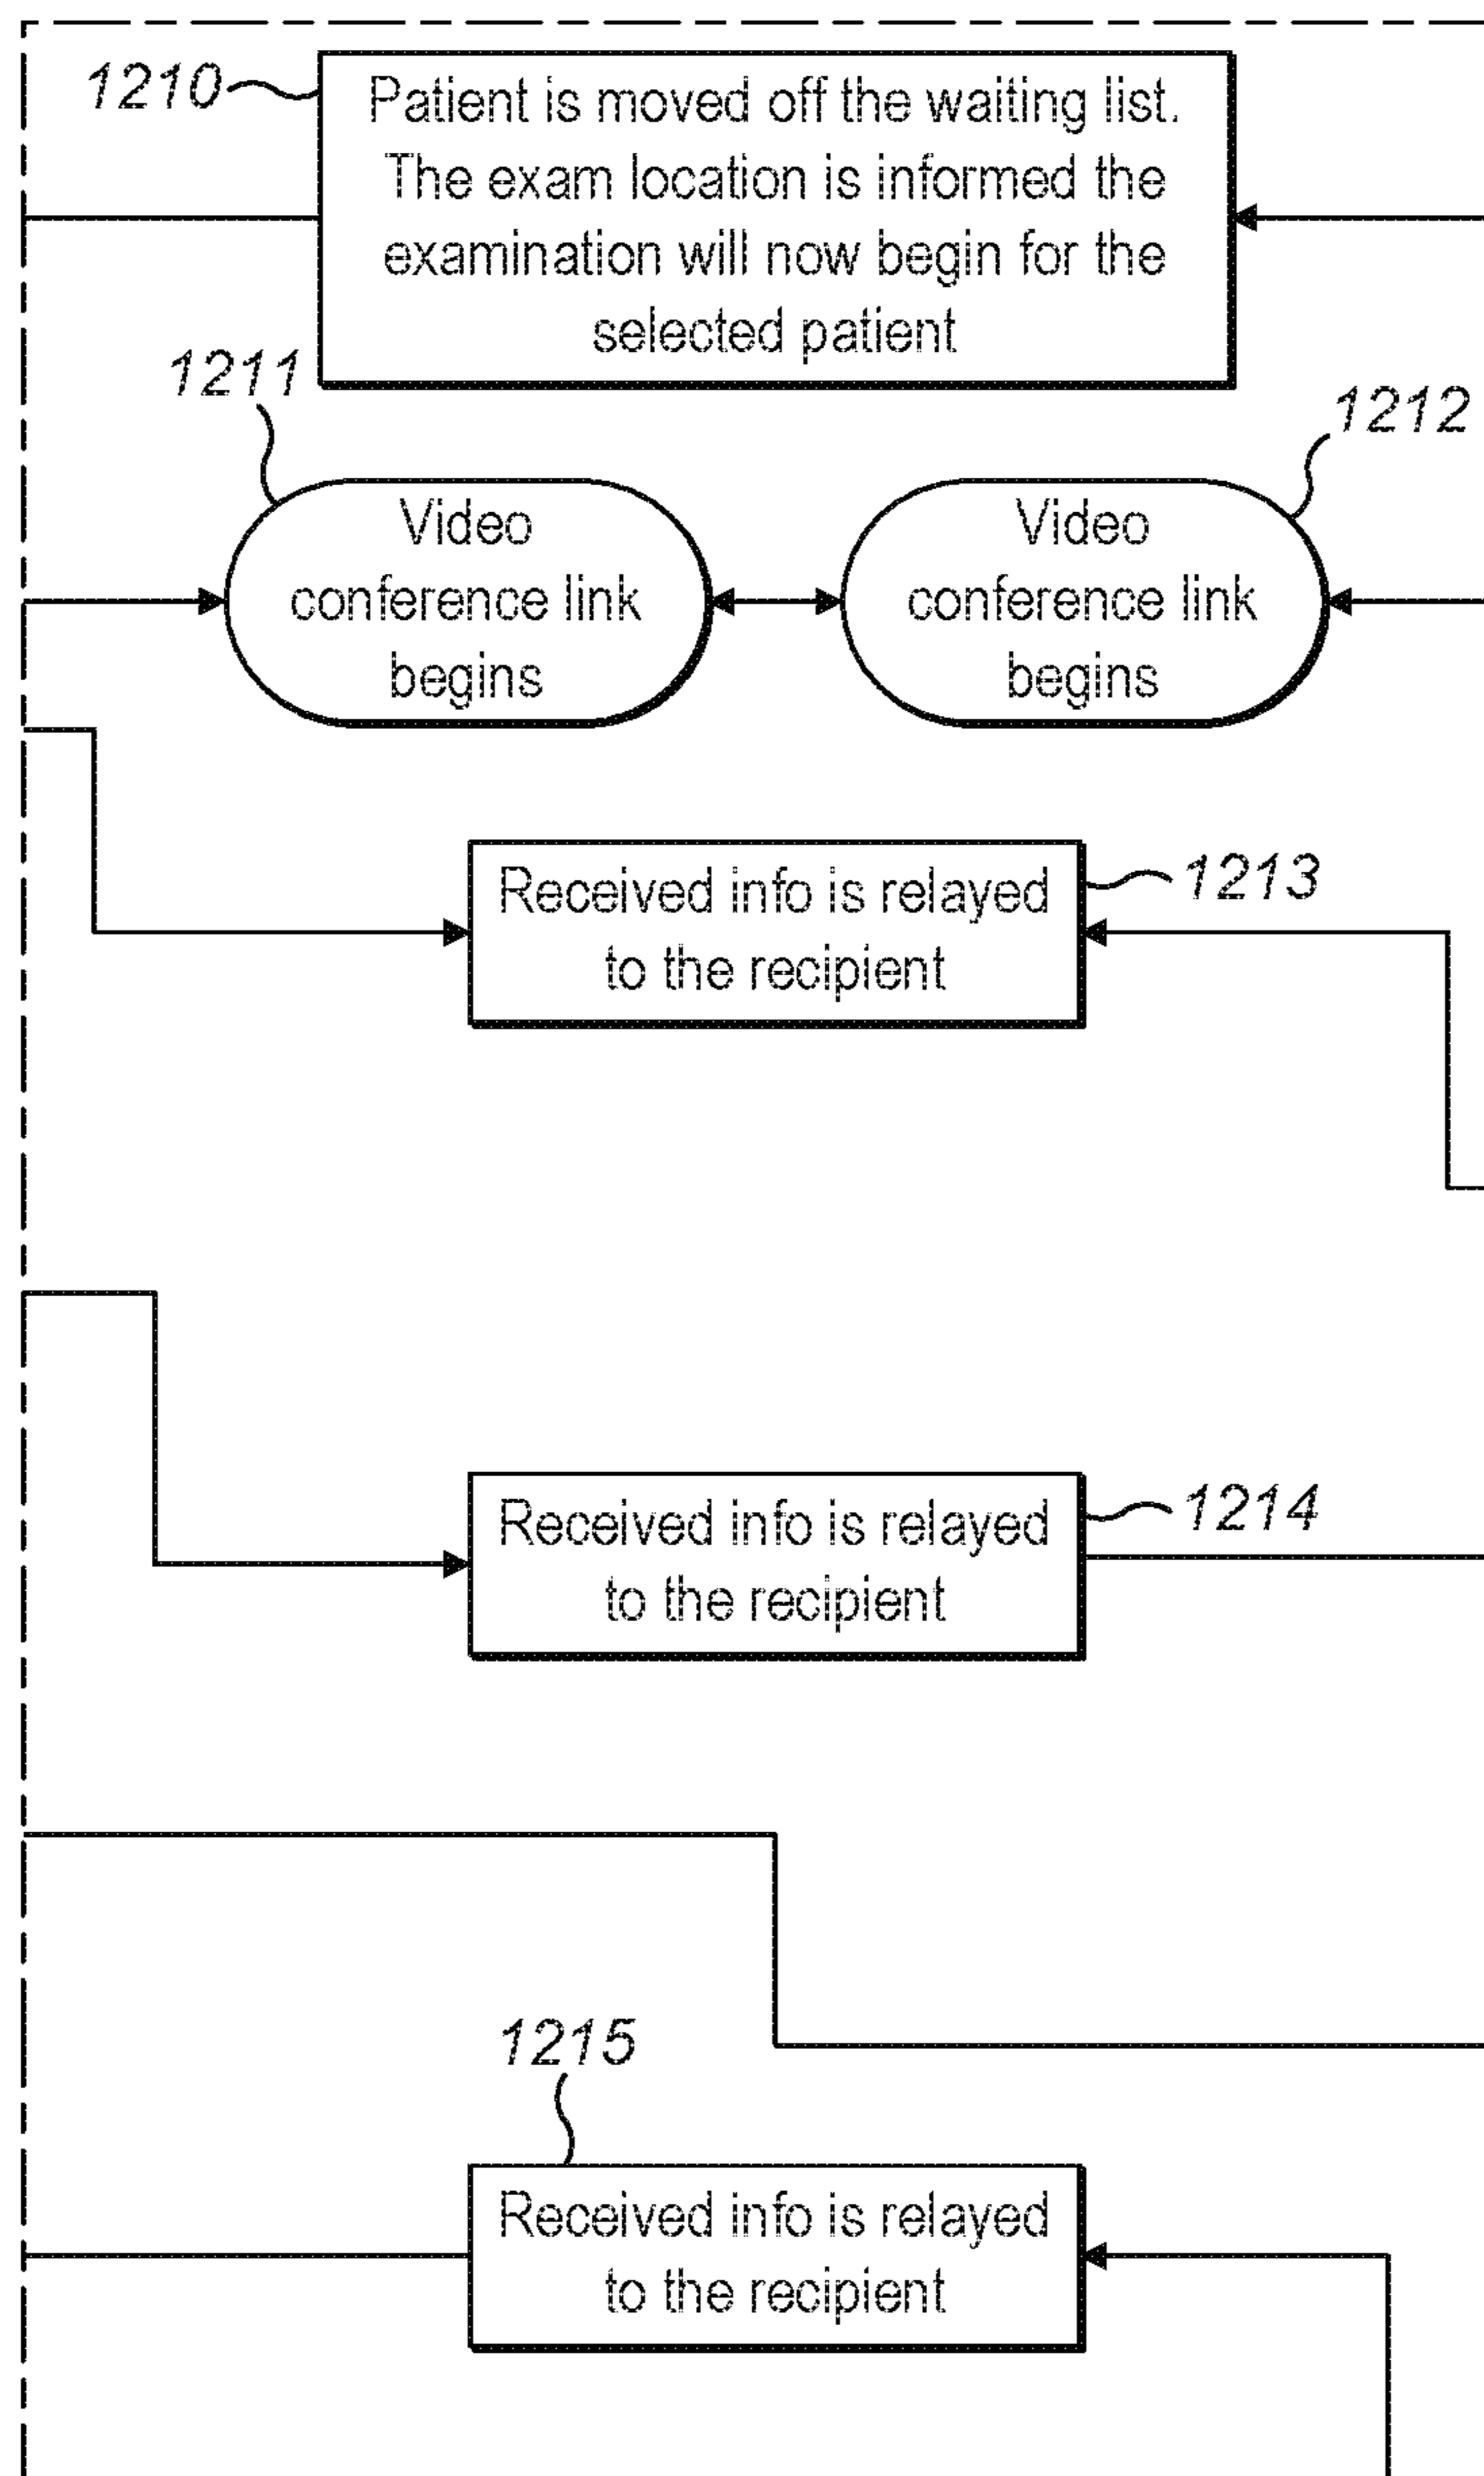 1210
Patient is moved off the waiting list.
The exam location is informed the
examination will now begin for the
selected patient
1211
1212
Video
conference link
begins
Video
conference link
begins
Received info is relayed
to the recipient
1213
Received info is relayed
to the recipient
1214
1215
Received info is relayed
to the recipient